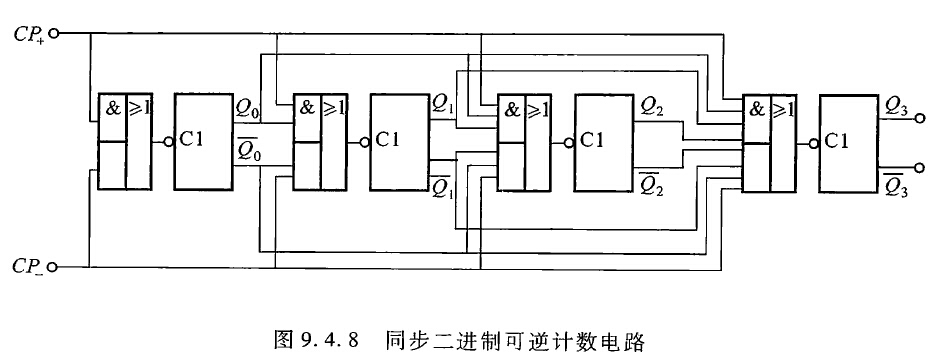 CP₊
& ≥1 C1 Q₀ & ≥1 C1 Q₁ & ≥1 C1 Q₂ & ≥1 C1 Q₃
Q̅₀ Q̅₁ Q̅₂ Q̅₃
CP₋
图 9.4.8 同步二进制可逆计数电路